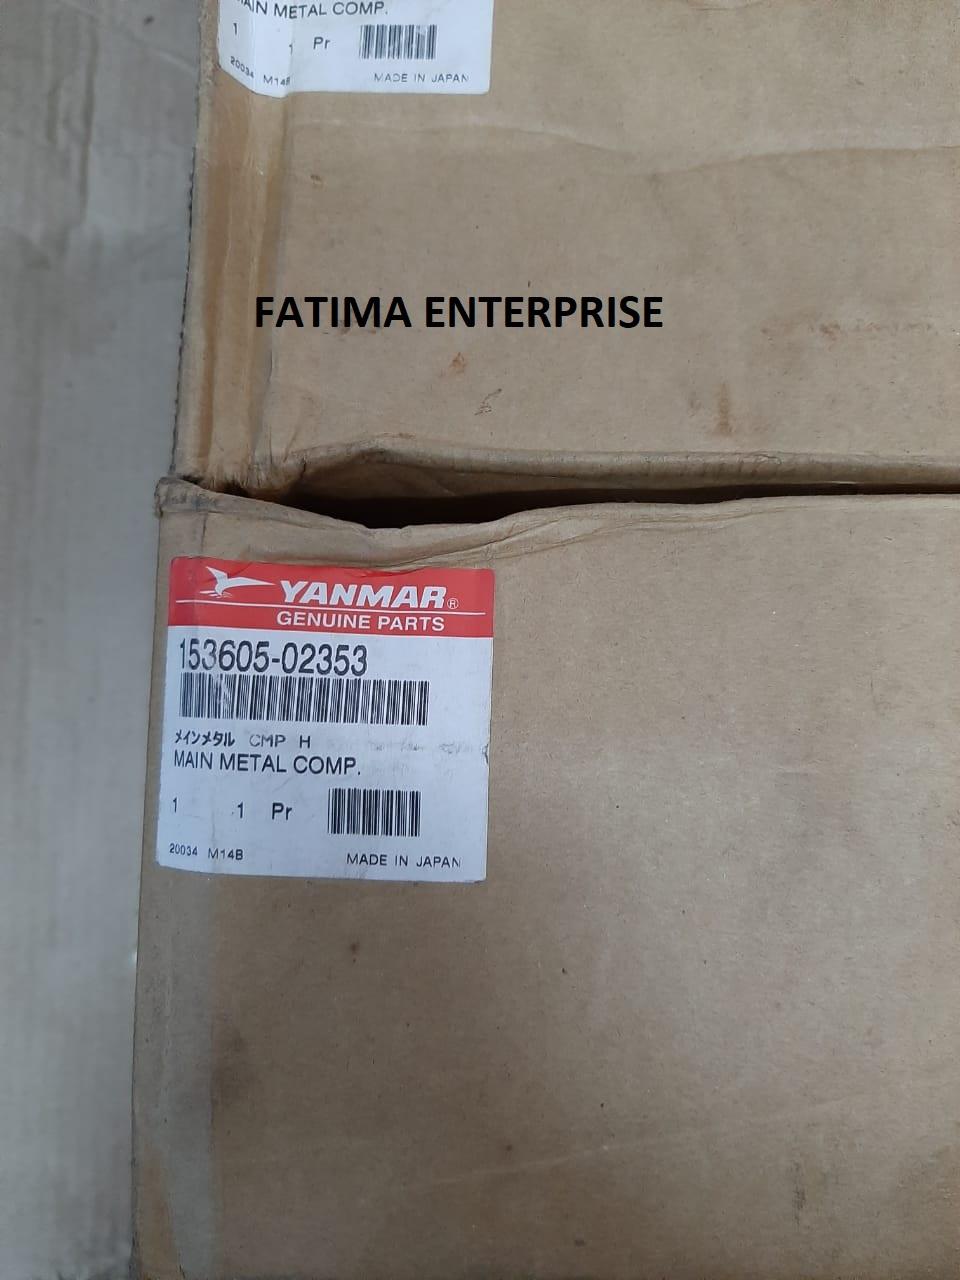 MAIN METAL COMP.
1 1 Pr
20034 M14B MADE IN JAPAN
FATIMA ENTERPRISE
YANMAR®
GENUINE PARTS
153605-02353
メインメタル CMP H
MAIN METAL COMP.
1 1 Pr
20034 M14B MADE IN JAPAN